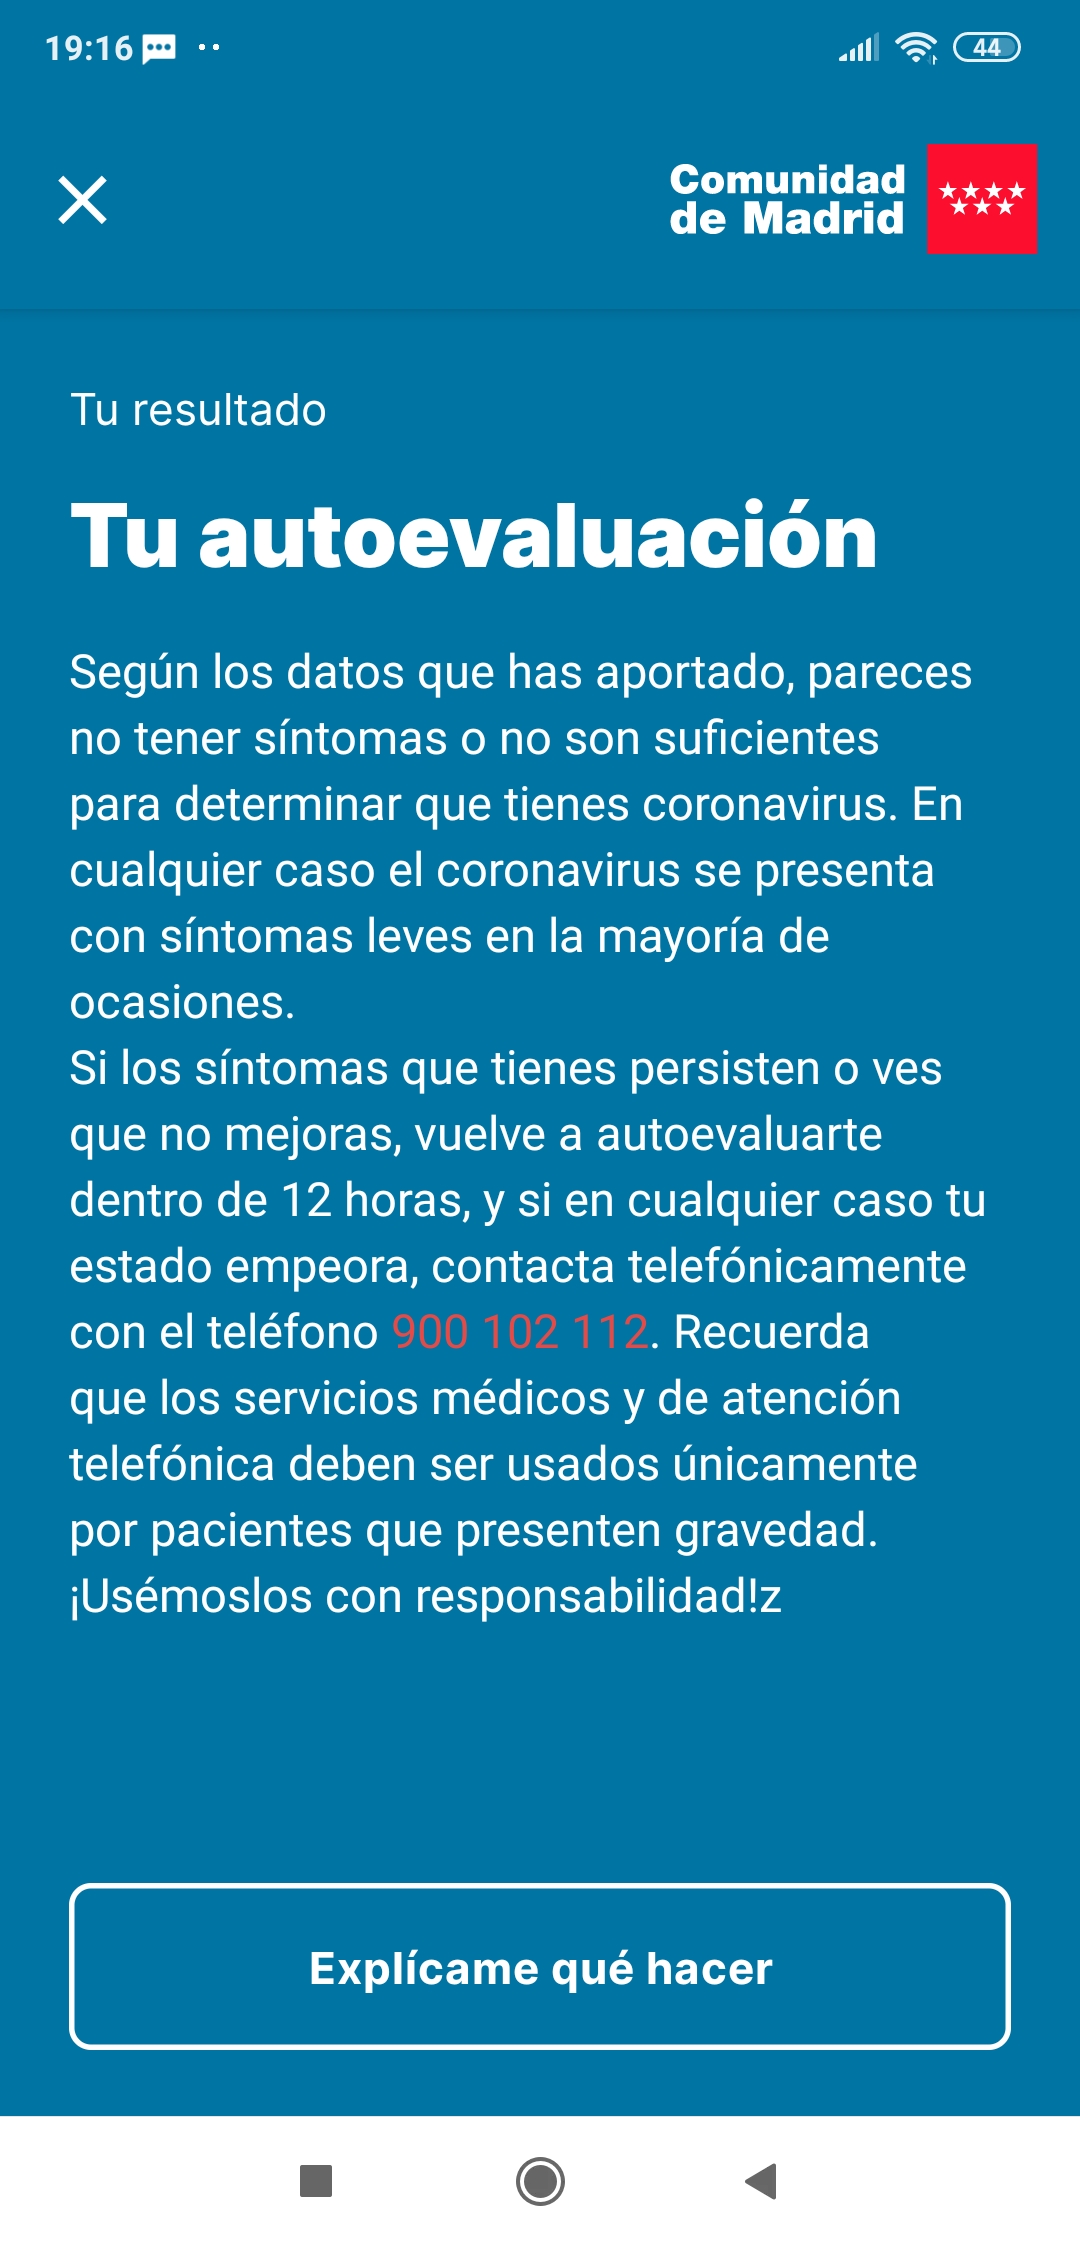 19:16
44
Comunidad
de Madrid
Tu resultado
Tu autoevaluación
Según los datos que has aportado, pareces
no tener síntomas o no son suficientes
para determinar que tienes coronavirus. En
cualquier caso el coronavirus se presenta
con síntomas leves en la mayoría de
ocasiones.
Si los síntomas que tienes persisten o ves
que no mejoras, vuelve a autoevaluarte
dentro de 12 horas, y si en cualquier caso tu
estado empeora, contacta telefónicamente
con el teléfono 900 102 112. Recuerda
que los servicios médicos y de atención
telefónica deben ser usados únicamente
por pacientes que presenten gravedad.
¡Usémoslos con responsabilidad!z
Explícame qué hacer